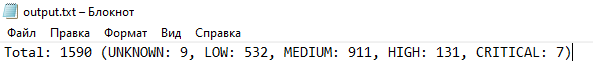 output.txt – Блокнот
Файл Правка Формат Вид Справка
Total: 1590 (UNKNOWN: 9, LOW: 532, MEDIUM: 911, HIGH: 131, CRITICAL: 7)